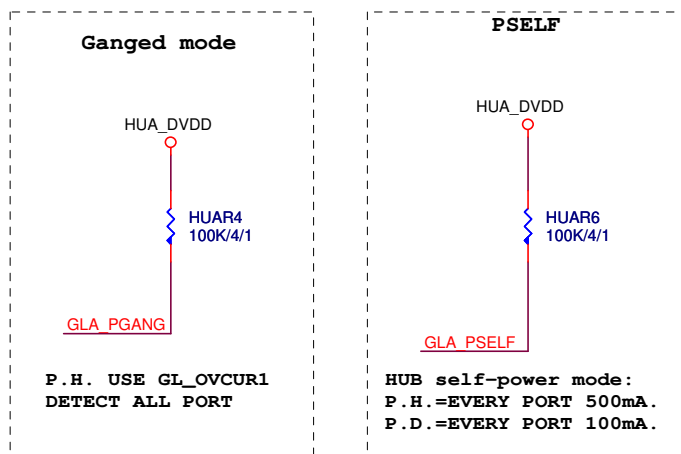 Ganged mode
HUA_DVDD
HUAR4
100K/4/1
GLA_PGANG
P.H. USE GL_OVCUR1
DETECT ALL PORT
PSELF
HUA_DVDD
HUAR6
100K/4/1
GLA_PSELF
HUB self-power mode:
P.H.=EVERY PORT 500mA.
P.D.=EVERY PORT 100mA.